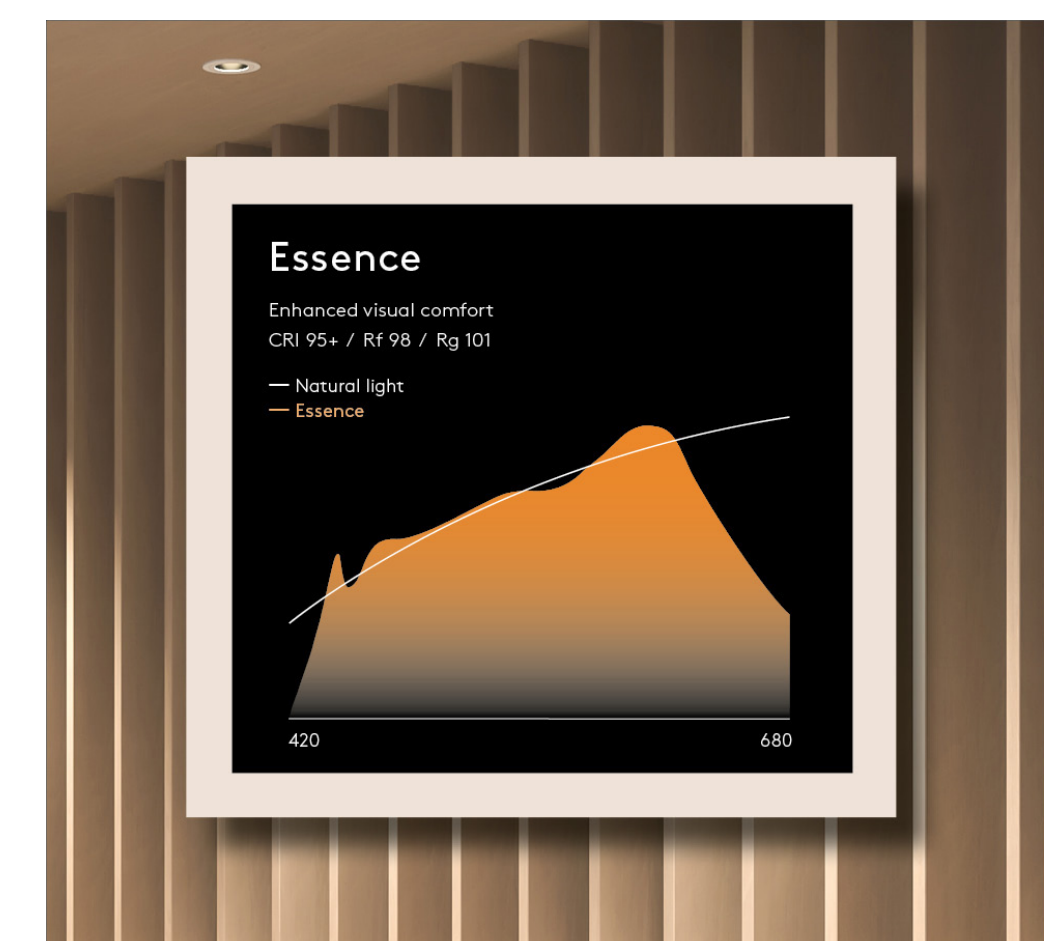 Essence
Enhanced visual comfort
CRI 95+ / Rf 98 / Rg 101
Natural light
Essence
420
680